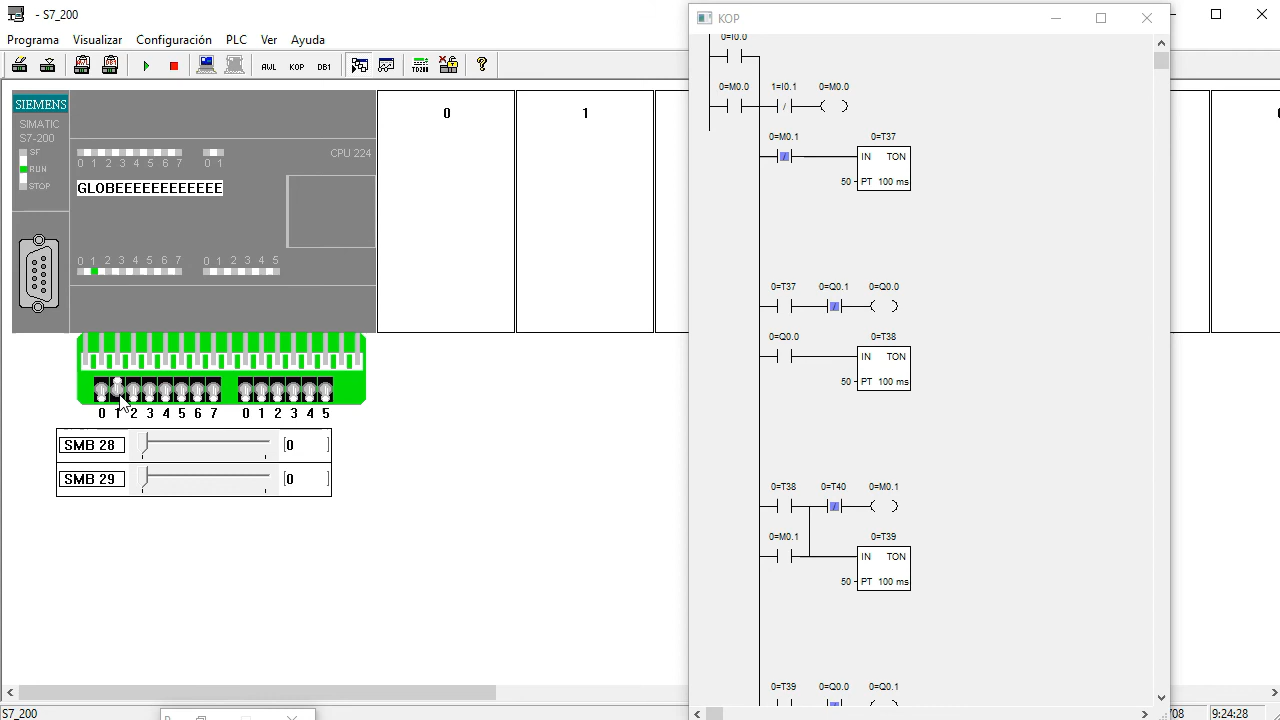 - S7_200
Programa Visualizar Configuración PLC Ver Ayuda
AWL KOP DB1 TD200 ?
SIEMENS
SIMATIC
S7-200
SF
RUN
STOP
0 1 2 3 4 5 6 7 0 1
CPU 224
GLOBEEEEEEEEEEEE
0 1 2 3 4 5 6 7 0 1 2 3 4 5
0 1 2 3 4 5 6 7 0 1 2 3 4 5
SMB 28 [0 ]
SMB 29 [0 ]
0 1
KOP
0=I0.0
0=M0.0 1=I0.1 0=M0.0
0=M0.1 0=T37
IN TON
50 PT 100 ms
0=T37 0=Q0.1 0=Q0.0
0=Q0.0 0=T38
IN TON
50 PT 100 ms
0=T38 0=T40 0=M0.1
0=M0.1 0=T39
IN TON
50 PT 100 ms
0=T39 0=Q0.0 0=Q0.1
S7_200
/08 9:24:28